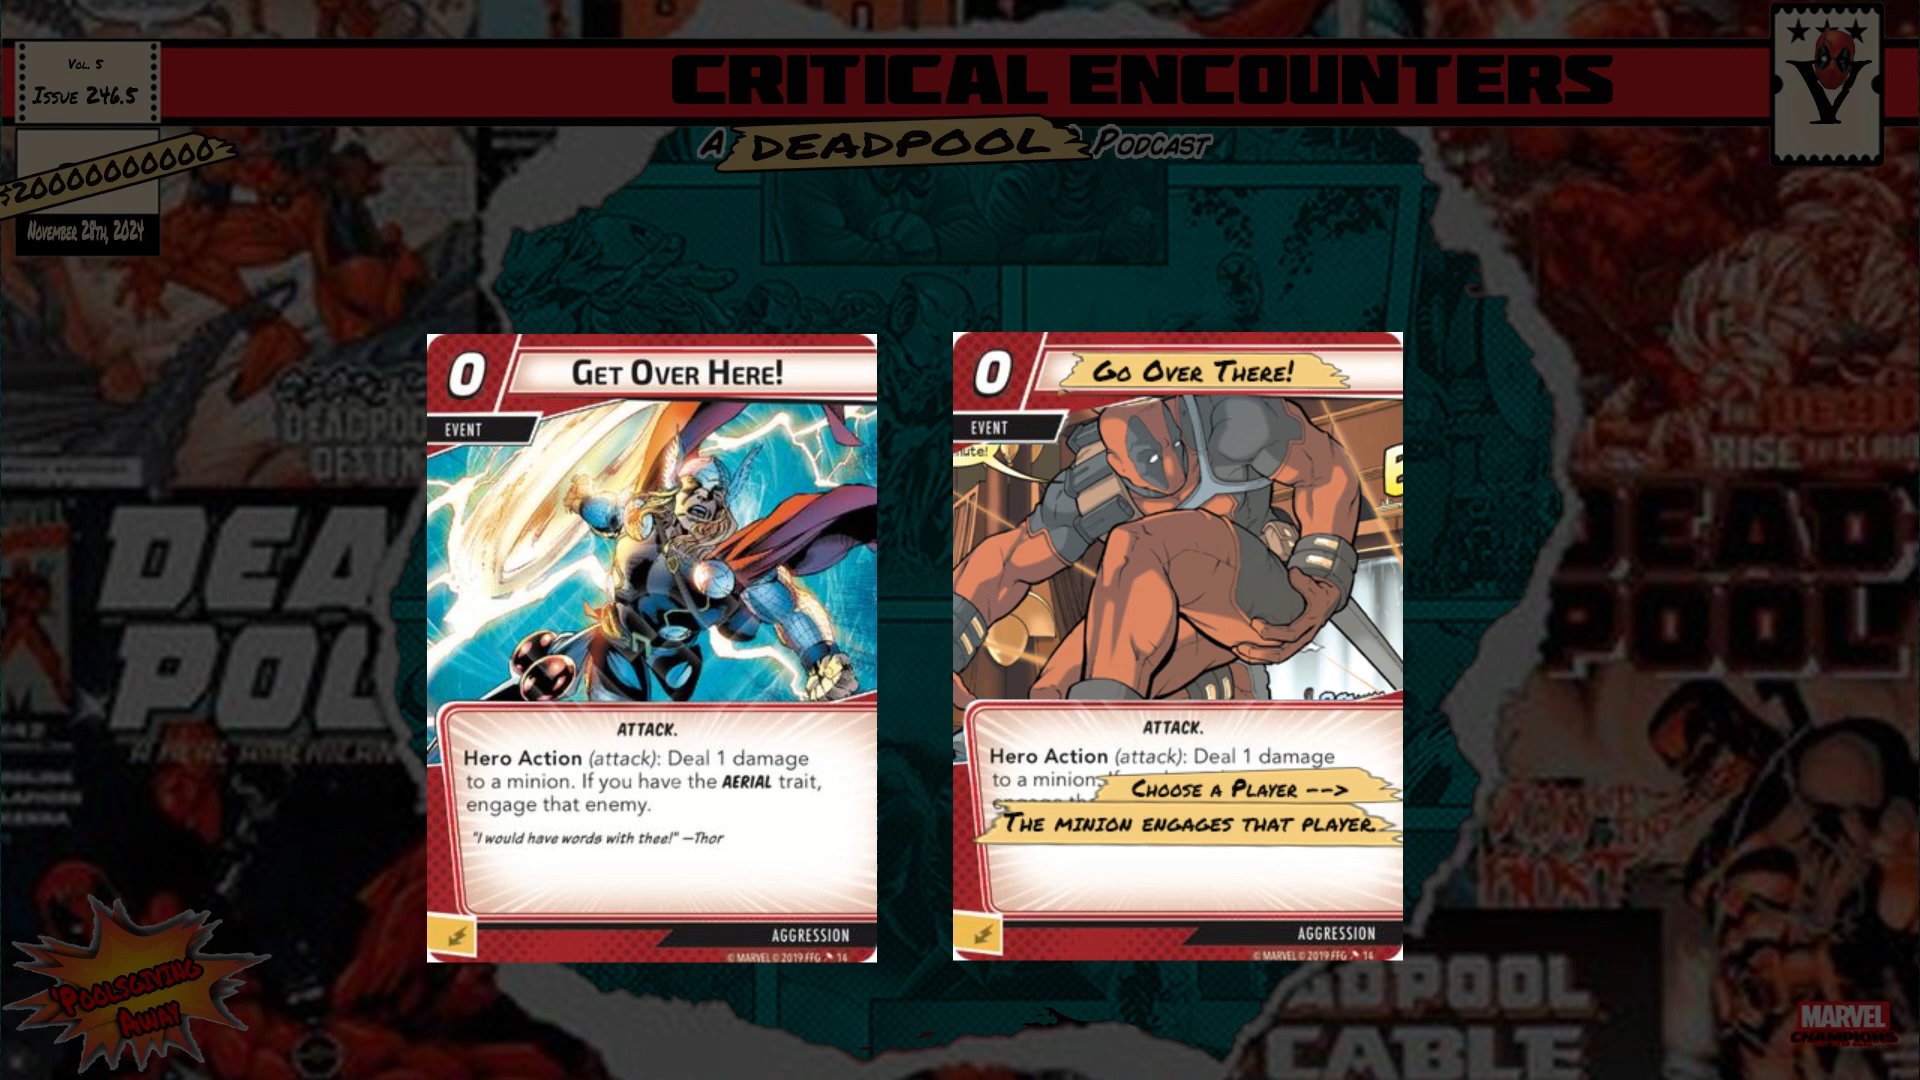 Vol. 5
Issue 246.5
CRITICAL ENCOUNTERS
V
A DEADPOOL PODCAST
$20000000000
November 28th, 2024
DEADPOOL
RISE
DEAD
POOL
DEAD
POOL
0
Get Over Here!
EVENT
ATTACK.
Hero Action (attack): Deal 1 damage
to a minion. If you have the AERIAL trait,
engage that enemy.
"I would have words with thee!" —Thor
AGGRESSION
© MARVEL © 2019 FFG 14
0
Go Over There!
EVENT
ATTACK.
Hero Action (attack): Deal 1 damage
to a minion
Choose a Player -->
The minion engages that player.
AGGRESSION
© MARVEL © 2019 FFG 14
'Poolsgiving
Away
CABLE
MARVEL
CHAMPIONS